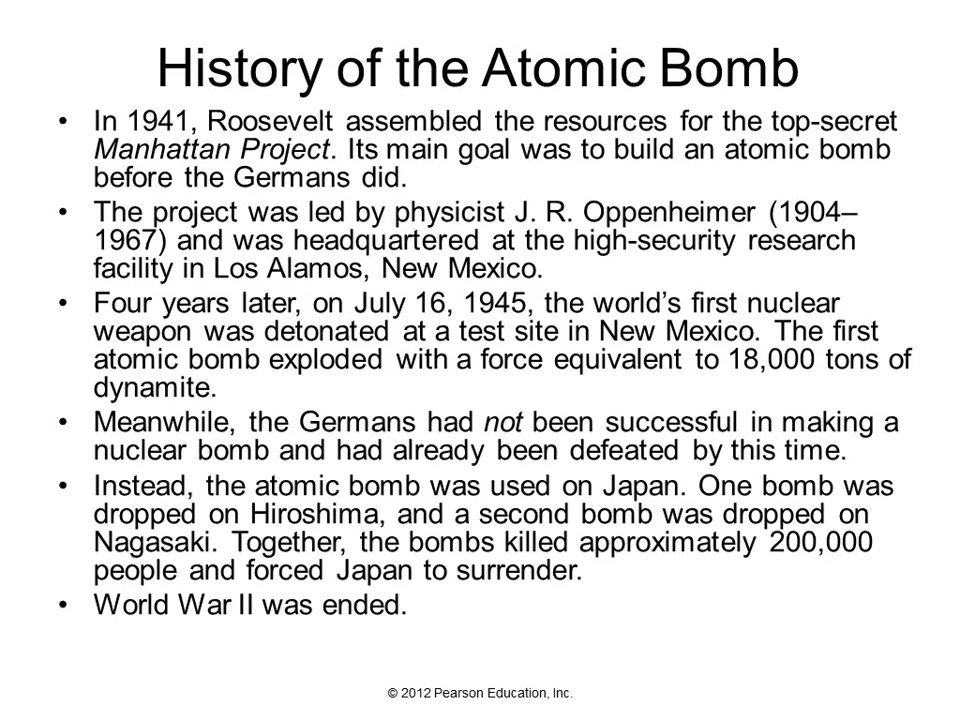 History of the Atomic Bomb
• In 1941, Roosevelt assembled the resources for the top-secret
Manhattan Project. Its main goal was to build an atomic bomb
before the Germans did.
• The project was led by physicist J. R. Oppenheimer (1904–
1967) and was headquartered at the high-security research
facility in Los Alamos, New Mexico.
• Four years later, on July 16, 1945, the world’s first nuclear
weapon was detonated at a test site in New Mexico. The first
atomic bomb exploded with a force equivalent to 18,000 tons of
dynamite.
• Meanwhile, the Germans had not been successful in making a
nuclear bomb and had already been defeated by this time.
• Instead, the atomic bomb was used on Japan. One bomb was
dropped on Hiroshima, and a second bomb was dropped on
Nagasaki. Together, the bombs killed approximately 200,000
people and forced Japan to surrender.
• World War II was ended.
© 2012 Pearson Education, Inc.